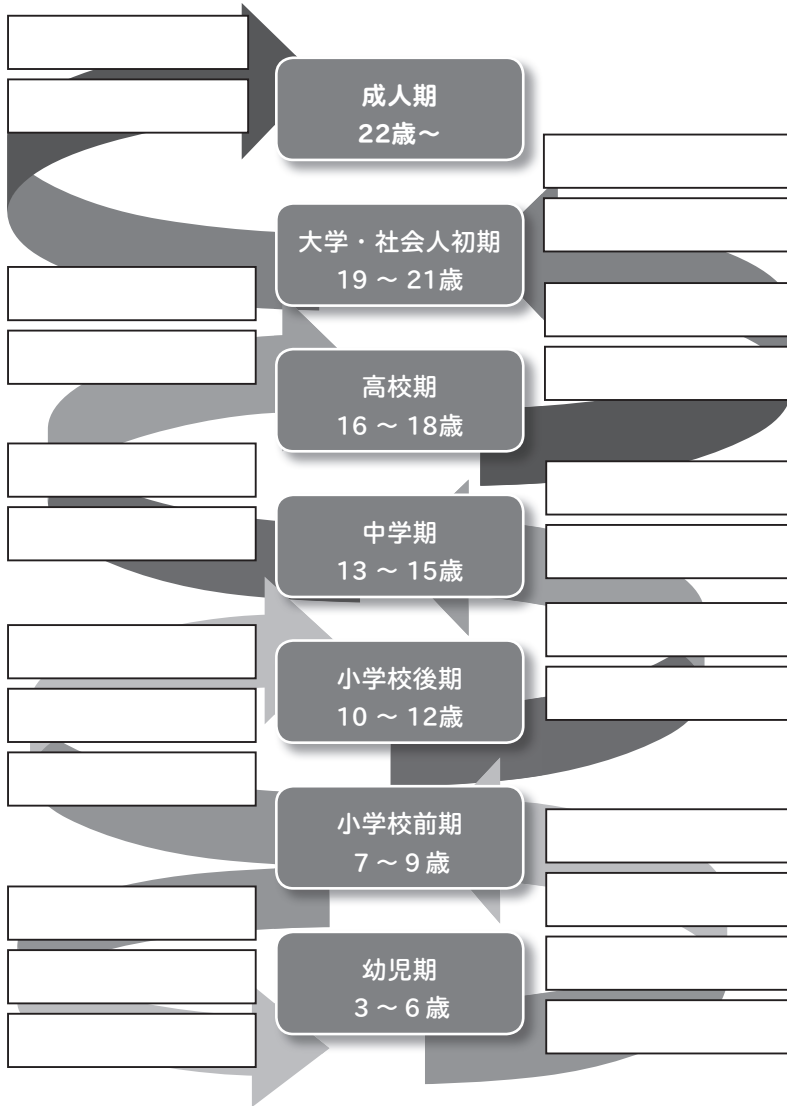 成人期
22歳～
大学・社会人初期
19 ～ 21歳
高校期
16 ～ 18歳
中学期
13 ～ 15歳
小学校後期
10 ～ 12歳
小学校前期
7 ～ 9 歳
幼児期
3 ～ 6 歳